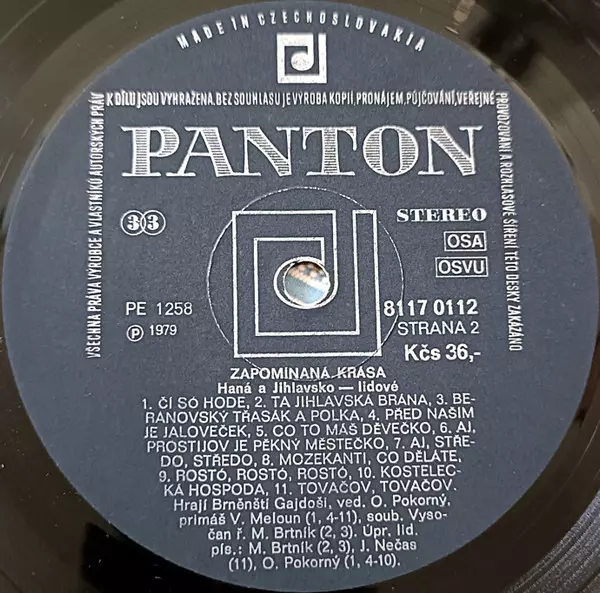 MADE IN CZECHOSLOVAKIA
VŠECHNA PRÁVA VÝROBCE A VLASTNÍKŮ AUTORSKÝCH PRÁV
K DÍLU JSOU VYHRAŽENA. BEZ SOUHLASU JE VÝROBA KOPIÍ, PRONÁJEM, PŮJČOVÁNÍ, VEŘEJNÉ
PROVOZOVÁNÍ A ROZHLASOVÉ ŠÍŘENÍ TÉTO DESKY ZAKÁZÁNO
PANTON
33
STEREO
OSA
OSVU
PE 1258
8117 0112
Ⓟ 1979
STRANA 2
Kčs 36,-
ZAPOMÍNANÁ KRÁSA
Haná a Jihlavsko — lidové
1. ČÍ SÓ HODE, 2. TA JIHLAVSKÁ BRÁNA, 3. BE-
RANOVSKÝ TŘASÁK A POLKA, 4. PŘED NAŠIM
JE JALOVEČEK, 5. CO TO MÁŠ DĚVEČKO, 6. AJ,
PROSTIJOV JE PĚKNÝ MĚSTEČKO, 7. AJ, STŘE-
DO, STŘEDO, 8. MOZEKANTI, CO DĚLÁTE,
9. ROSTÓ, ROSTÓ, ROSTÓ, 10. KOSTELEC-
KÁ HOSPODA, 11. TOVAČOV, TOVAČOV.
Hrají Brněnští Gajdoši, ved. O. Pokorný,
primáš V. Meloun (1, 4-11), soub. Vyso-
čan ř. M. Brtník (2, 3). Úpr. lid.
pís.: M. Brtník (2, 3), J. Nečas
(11), O. Pokorný (1, 4-10).